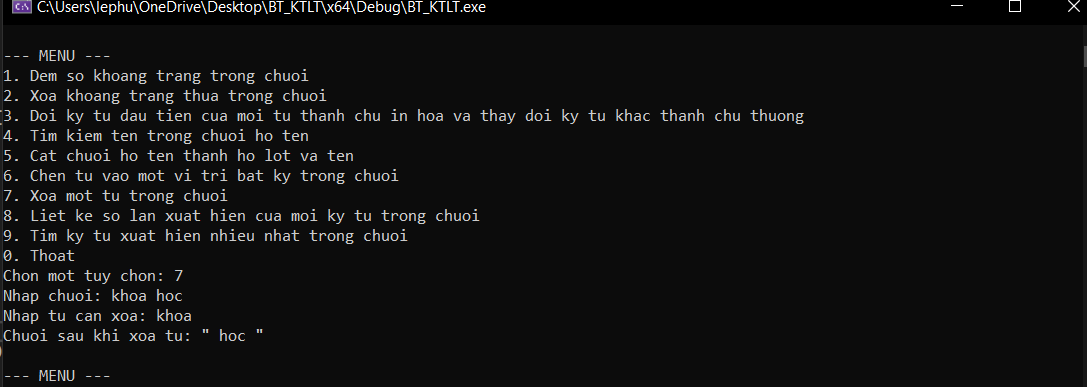 C:\Users\lephu\OneDrive\Desktop\BT_KTLT\x64\Debug\BT_KTLT.exe
--- MENU ---
1. Dem so khoang trang trong chuoi
2. Xoa khoang trang thua trong chuoi
3. Doi ky tu dau tien cua moi tu thanh chu in hoa va thay doi ky tu khac thanh chu thuong
4. Tim kiem ten trong chuoi ho ten
5. Cat chuoi ho ten thanh ho lot va ten
6. Chen tu vao mot vi tri bat ky trong chuoi
7. Xoa mot tu trong chuoi
8. Liet ke so lan xuat hien cua moi ky tu trong chuoi
9. Tim ky tu xuat hien nhieu nhat trong chuoi
0. Thoat
Chon mot tuy chon: 7
Nhap chuoi: khoa hoc
Nhap tu can xoa: khoa
Chuoi sau khi xoa tu: " hoc "
--- MENU ---